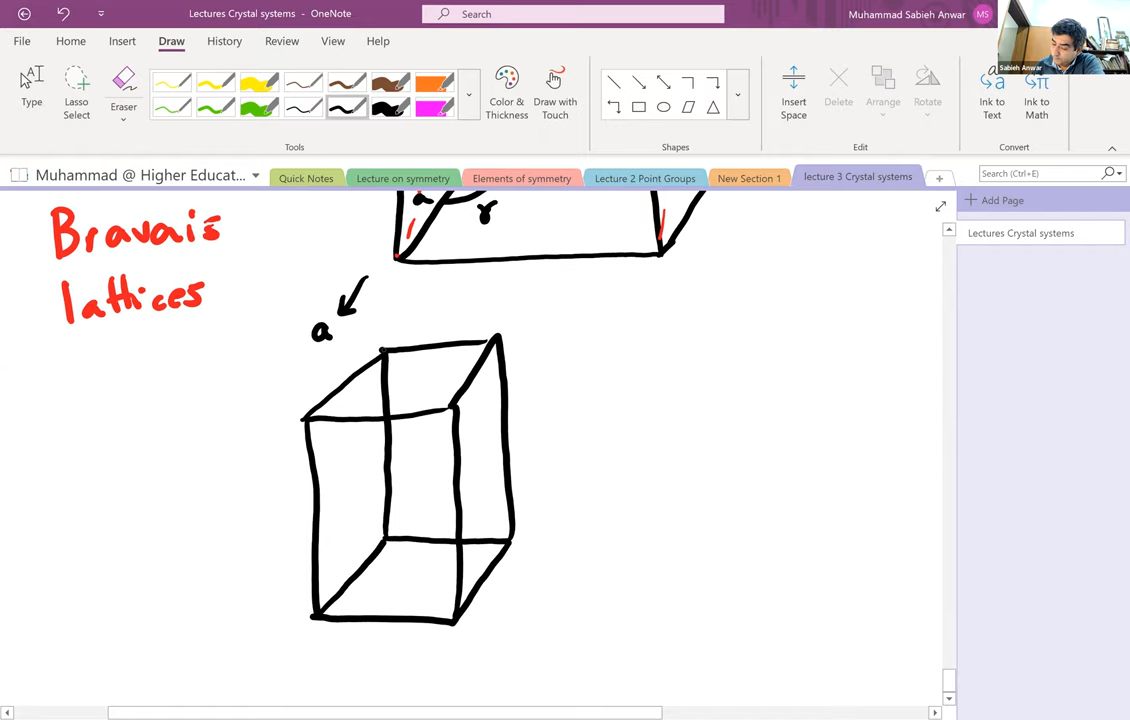 Lectures Crystal systems - OneNote
Search
Muhammad Sabieh Anwar
MS
File
Home
Insert
Draw
History
Review
View
Help
Sabieh Anwar
Type
Lasso
Select
Eraser
Color &
Thickness
Draw with
Touch
Insert
Space
Delete
Arrange
Rotate
Ink to
Text
Ink to
Math
Tools
Shapes
Edit
Convert
Muhammad @ Higher Educat...
Quick Notes
Lecture on symmetry
Elements of symmetry
Lecture 2 Point Groups
New Section 1
lecture 3 Crystal systems
Search (Ctrl+E)
Add Page
Lectures Crystal systems
α
γ
Bravais
lattices
a